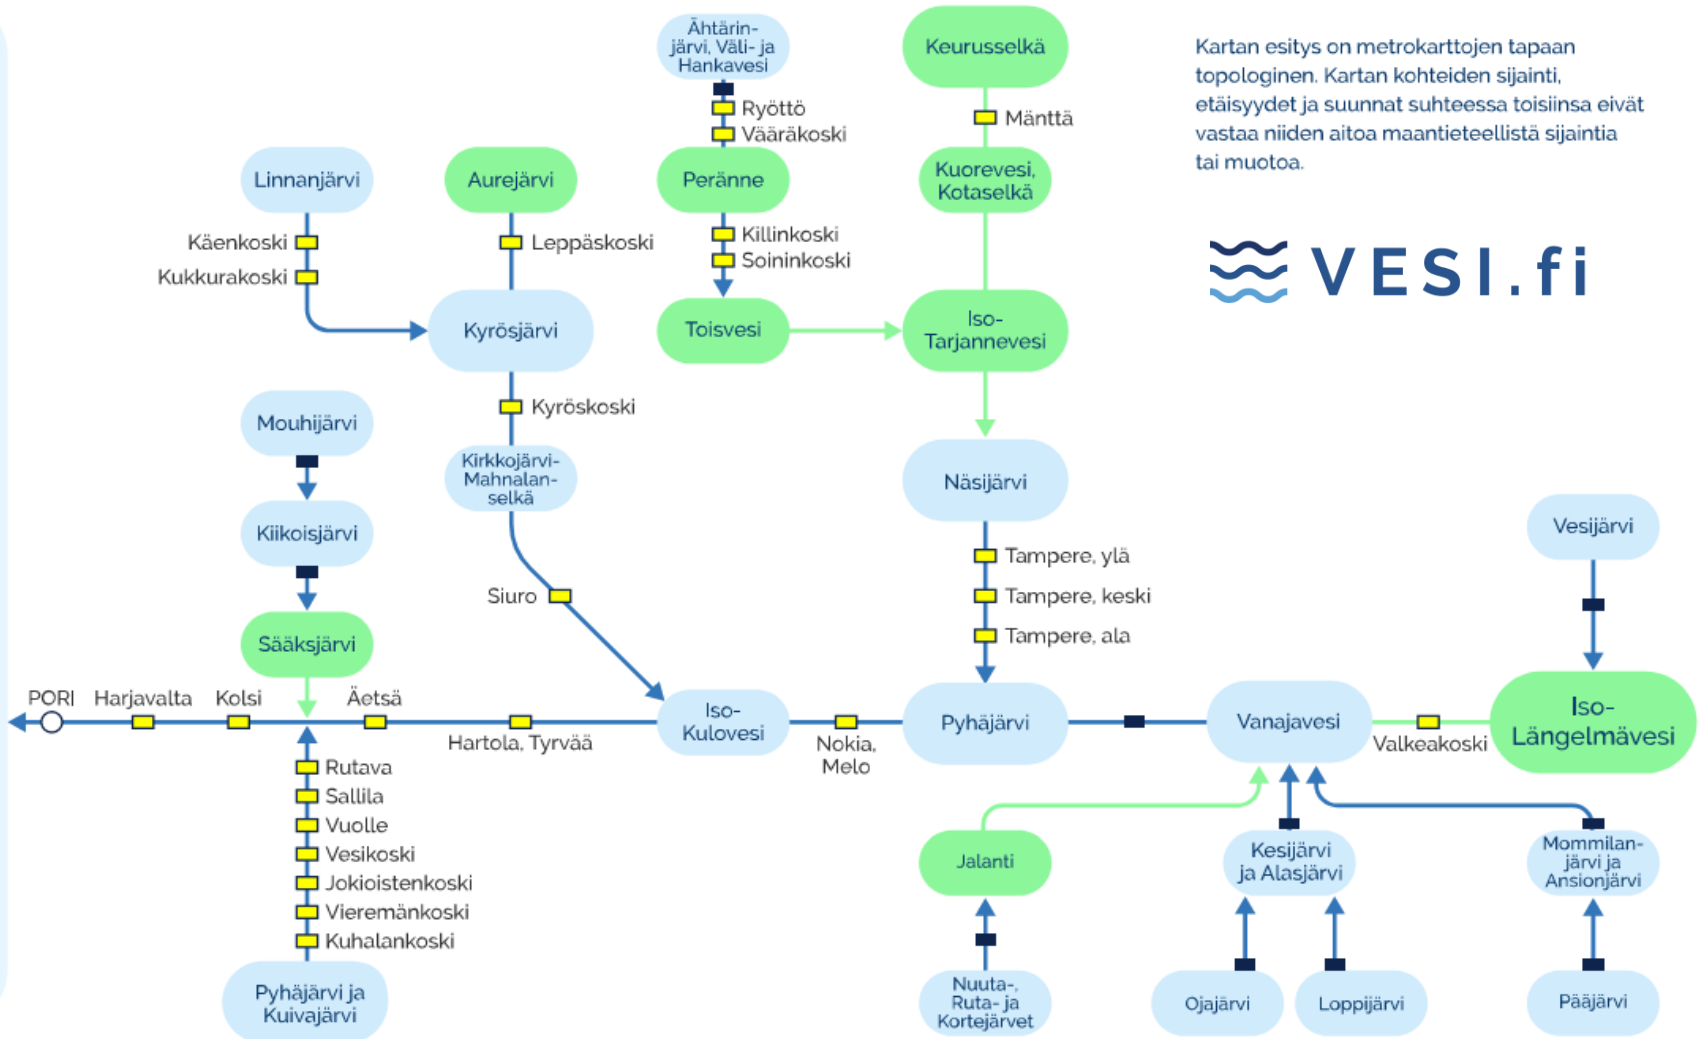 Ähtärin-
järvi, Väli- ja
Hankavesi
Keurusselkä
Kartan esitys on metrokarttojen tapaan
topologinen. Kartan kohteiden sijainti,
etäisyydet ja suunnat suhteessa toisiinsa eivät
vastaa niiden aitoa maantieteellistä sijaintia
tai muotoa.
Ryöttö
Vääräkoski
Mänttä
Linnanjärvi
Aurejärvi
Peränne
Kuorevesi,
Kotaselkä
Käenkoski
Kukkurakoski
Leppäskoski
Killinkoski
Soininkoski
VESI.fi
Kyrösjärvi
Toisvesi
Iso-
Tarjannevesi
Mouhijärvi
Kyröskoski
Kirkkojärvi-
Mahnalan-
selkä
Näsijärvi
Kiikoisjärvi
Vesijärvi
Siuro
Tampere, ylä
Tampere, keski
Tampere, ala
Sääksjärvi
PORI
Harjavalta
Kolsi
Äetsä
Hartola, Tyrvää
Iso-
Kulovesi
Nokia,
Melo
Pyhäjärvi
Vanajavesi
Valkeakoski
Iso-
Längelmävesi
Rutava
Sallila
Vuolle
Vesikoski
Jokioistenkoski
Vieremänkoski
Kuhalankoski
Jalanti
Kesijärvi
ja Alasjärvi
Mommilan-
järvi ja
Ansionjärvi
Pyhäjärvi ja
Kuivajärvi
Nuuta-,
Ruta- ja
Kortejärvet
Ojajärvi
Loppijärvi
Pääjärvi